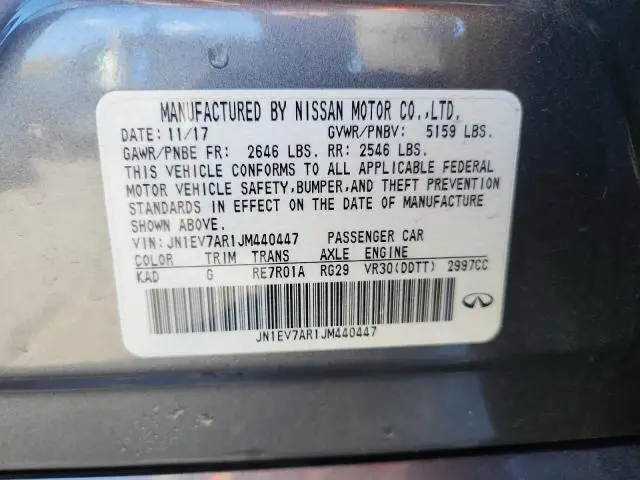 MANUFACTURED BY NISSAN MOTOR CO.,LTD.
DATE: 11/17 GVWR/PNBV: 5159 LBS.
GAWR/PNBE FR: 2646 LBS. RR: 2546 LBS.
THIS VEHICLE CONFORMS TO ALL APPLICABLE FEDERAL
MOTOR VEHICLE SAFETY,BUMPER,AND THEFT PREVENTION
STANDARDS IN EFFECT ON THE DATE OF MANUFACTURE
SHOWN ABOVE.
VIN: JN1EV7AR1JM440447 PASSENGER CAR
COLOR TRIM TRANS AXLE ENGINE
KAD G RE7R01A RG29 VR30(DDTT) 2997CC
JN1EV7AR1JM440447